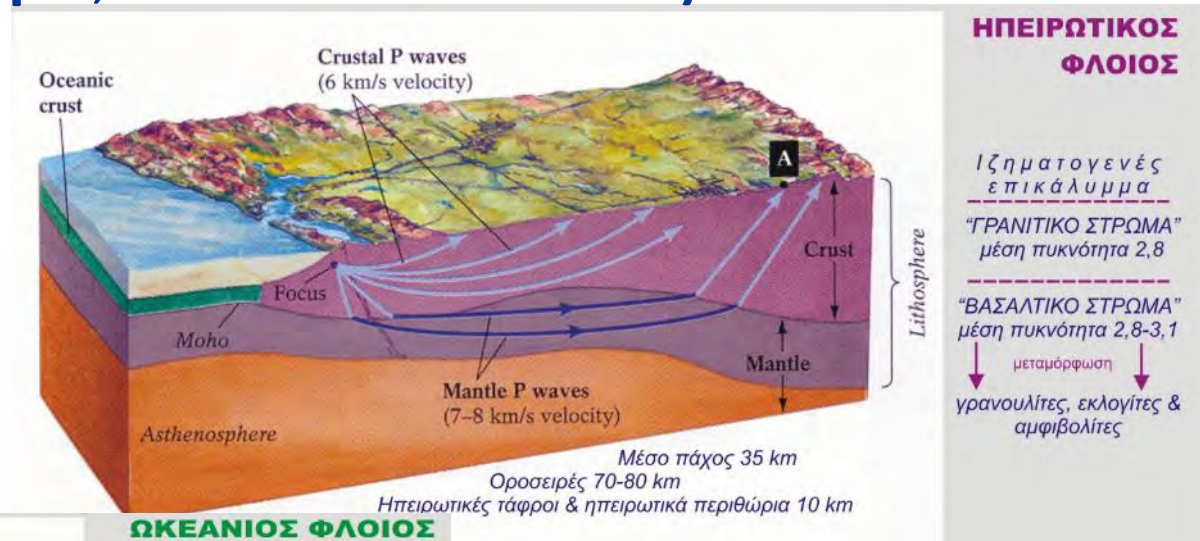 Oceanic
crust
Crustal P waves
(6 km/s velocity)
A
Focus
Moho
Crust
Lithosphere
Mantle
Mantle P waves
(7–8 km/s velocity)
Asthenosphere
Μέσο πάχος 35 km
Οροσειρές 70-80 km
Ηπειρωτικές τάφροι & ηπειρωτικά περιθώρια 10 km
ΗΠΕΙΡΩΤΙΚΟΣ
ΦΛΟΙΟΣ
Ιζηματογενές
επικάλυμμα
“ΓΡΑΝΙΤΙΚΟ ΣΤΡΩΜΑ”
μέση πυκνότητα 2,8
“ΒΑΣΑΛΤΙΚΟ ΣΤΡΩΜΑ”
μέση πυκνότητα 2,8-3,1
μεταμόρφωση
γρανουλίτες, εκλογίτες &
αμφιβολίτες
ΩΚΕΑΝΙΟΣ ΦΛΟΙΟΣ